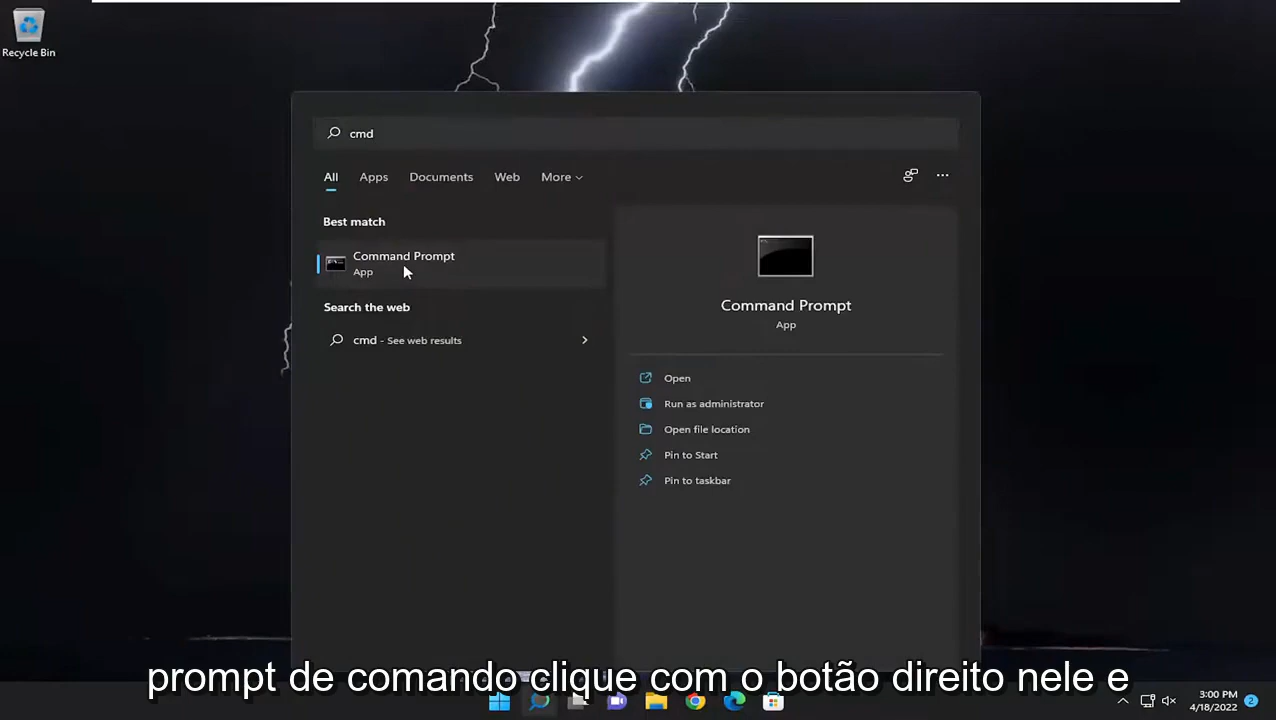 Recycle Bin
cmd
All Apps Documents Web More
Best match
Command Prompt
App
Search the web
cmd - See web results
Command Prompt
App
Open
Run as administrator
Open file location
Pin to Start
Pin to taskbar
prompt de comando clique com o botão direito nele e
3:00 PM
4/18/2022
2